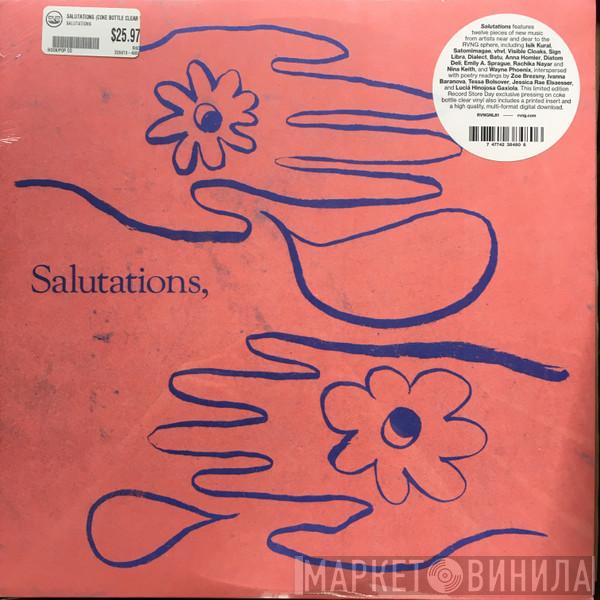 SALUTATIONS (COKE BOTTLE CLEAR
SALUTATIONS
$25.97
Salutations features
twelve pieces of new music
from artists near and dear to the
RVNG sphere, including Isik Kural,
Satomimagae, vhvl, Visible Cloaks, Sign
Libra, Dialect, Batu, Anna Homler, Diatom
Deli, Emily A. Sprague, Rachika Nayar and
Nina Keith, and Wayne Phoenix, interspersed
with poetry readings by Zoe Brezsny, Ivanna
Baranova, Tessa Bolsover, Jessica Rae Elsaesser,
and Luciá Hinojosa Gaxiola. This limited edition
Record Store Day exclusive pressing on coke
bottle clear vinyl also includes a printed insert and
a high quality, multi-format digital download.
RVNGNL81 — rvng.com
Salutations,
МАРКЕТ ВИНИЛА